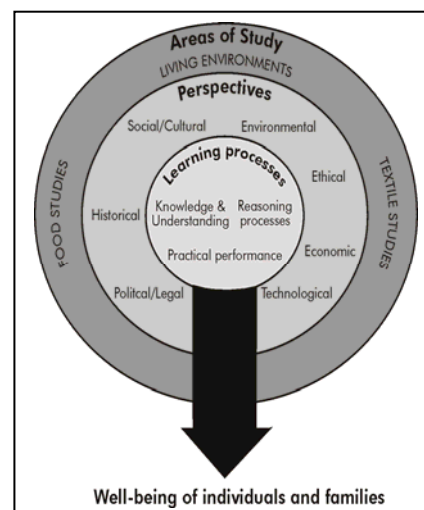 Areas of Study
LIVING ENVIRONMENTS
Perspectives
Social/Cultural
Environmental
Learning processes
Ethical
FOOD STUDIES
TEXTILE STUDIES
Historical
Knowledge &
Understanding
Reasoning
processes
Practical performance
Economic
Politcal/Legal
Technological
Well-being of individuals and families